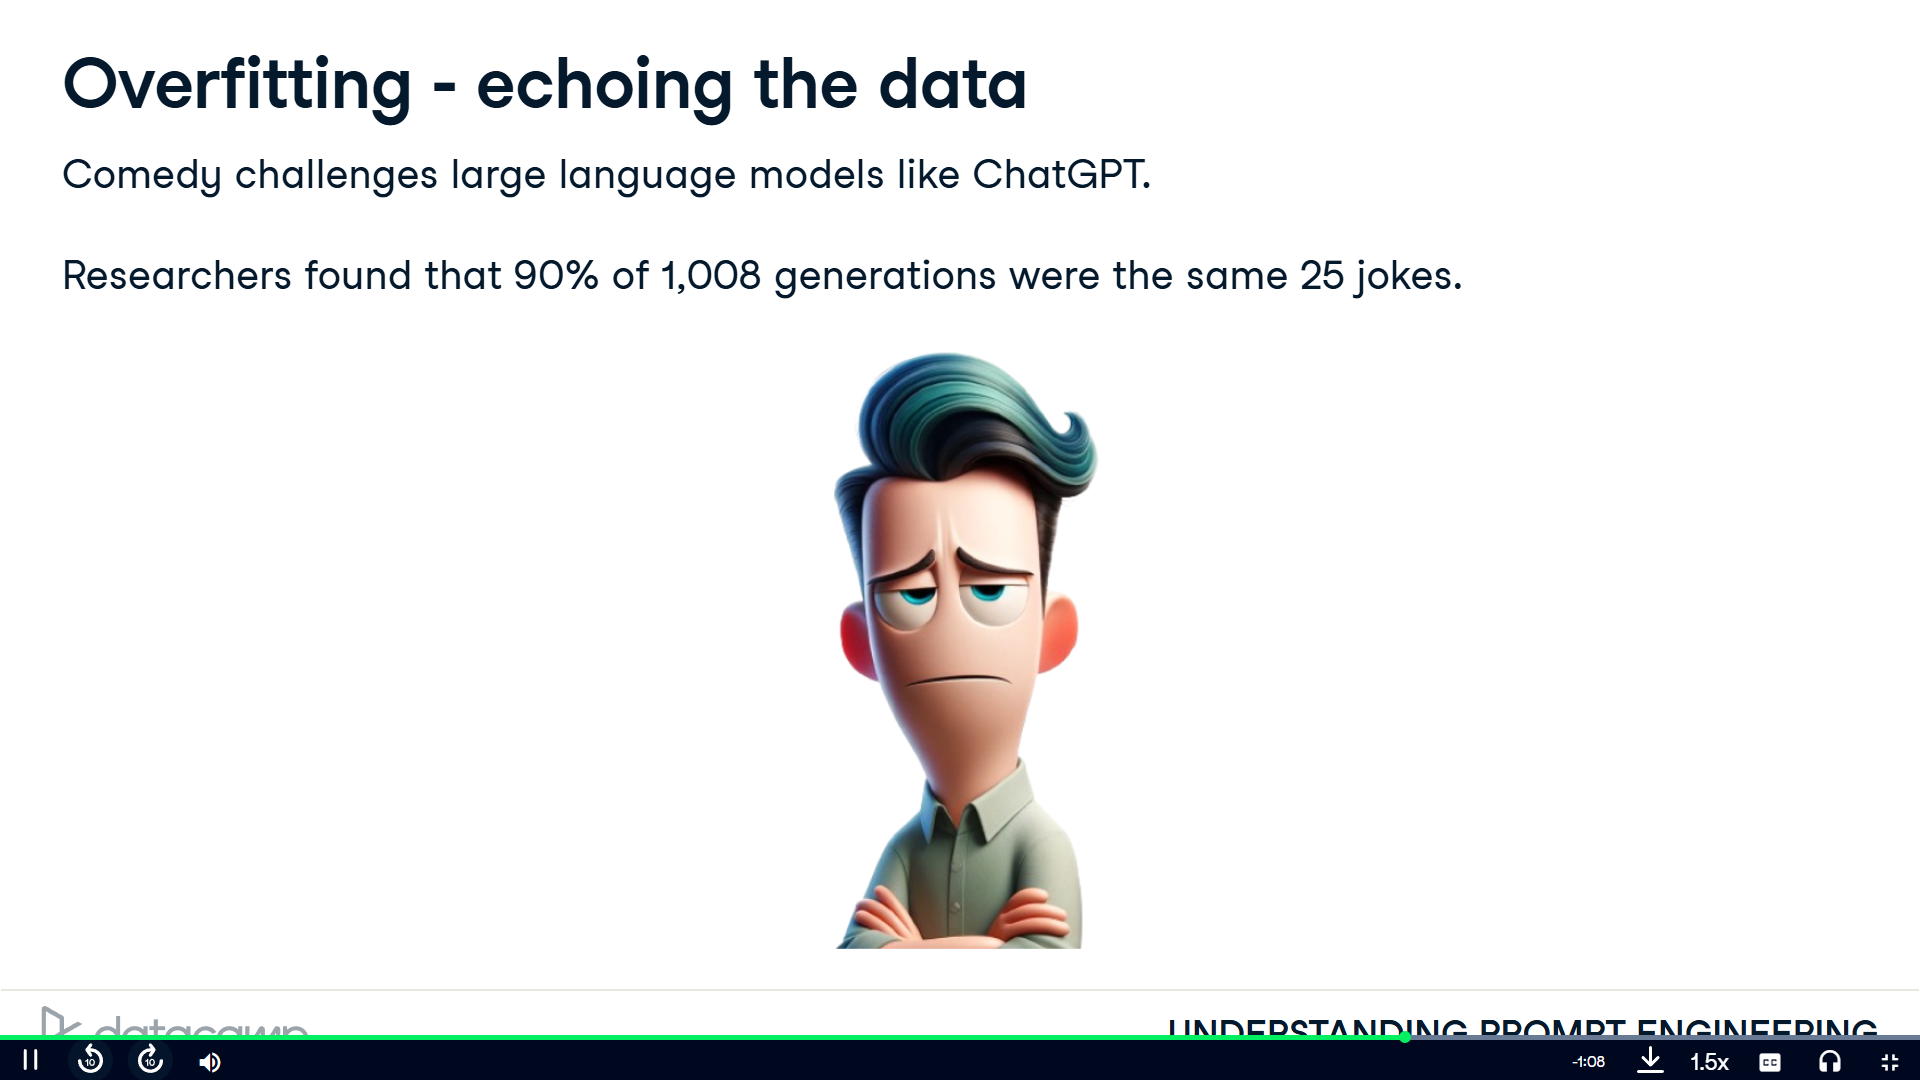 Overfitting - echoing the data
Comedy challenges large language models like ChatGPT.
Researchers found that 90% of 1,008 generations were the same 25 jokes.
datacamp
UNDERSTANDING PROMPT ENGINEERING
10
10
-1:08
1.5x
CC